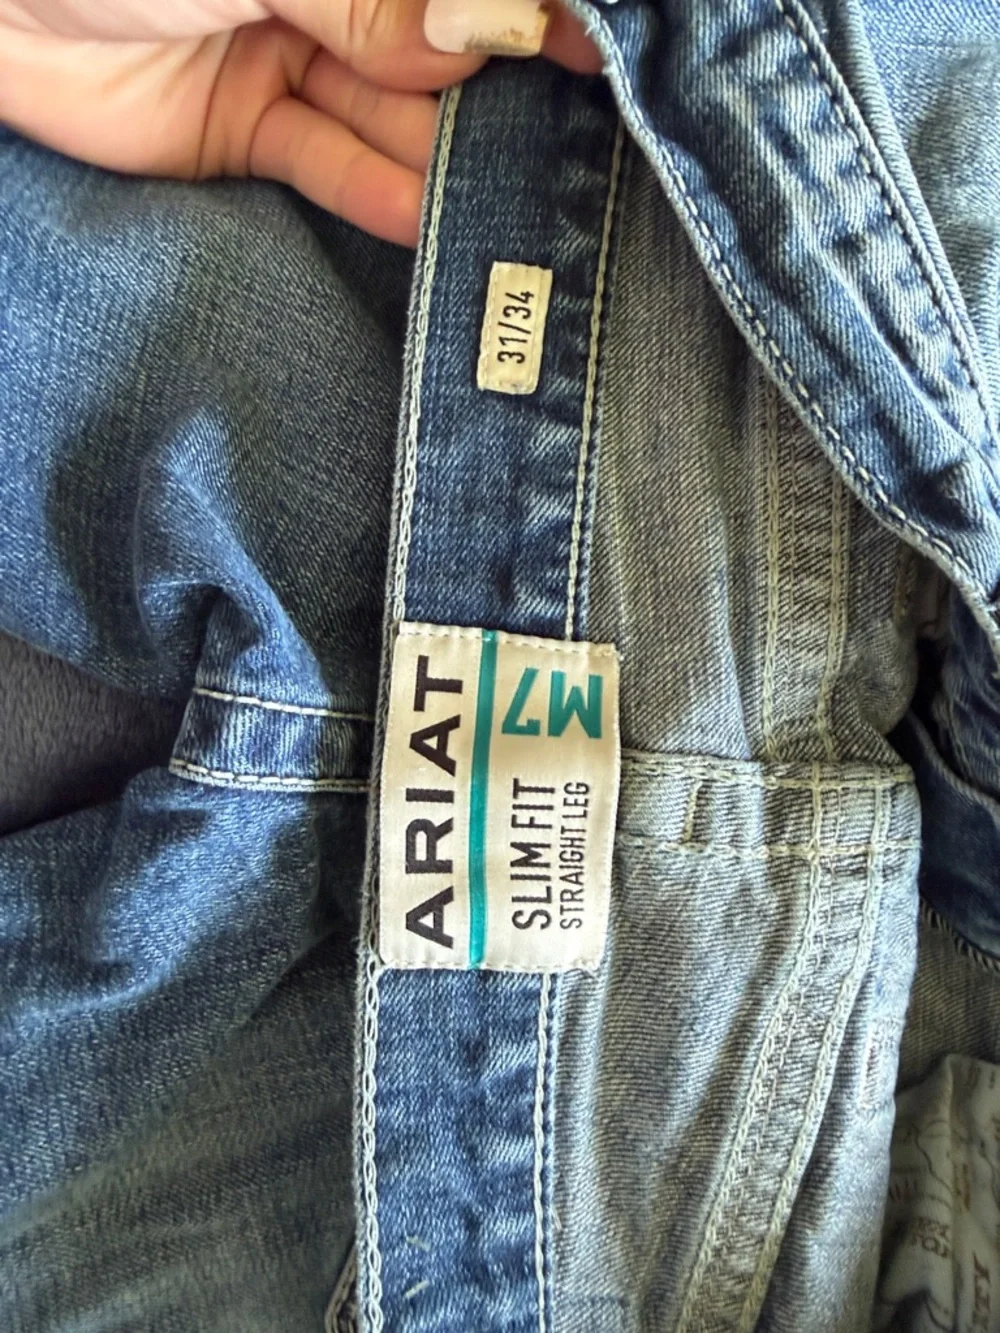 31/34
ARIAT
M7
SLIM FIT
STRAIGHT LEG